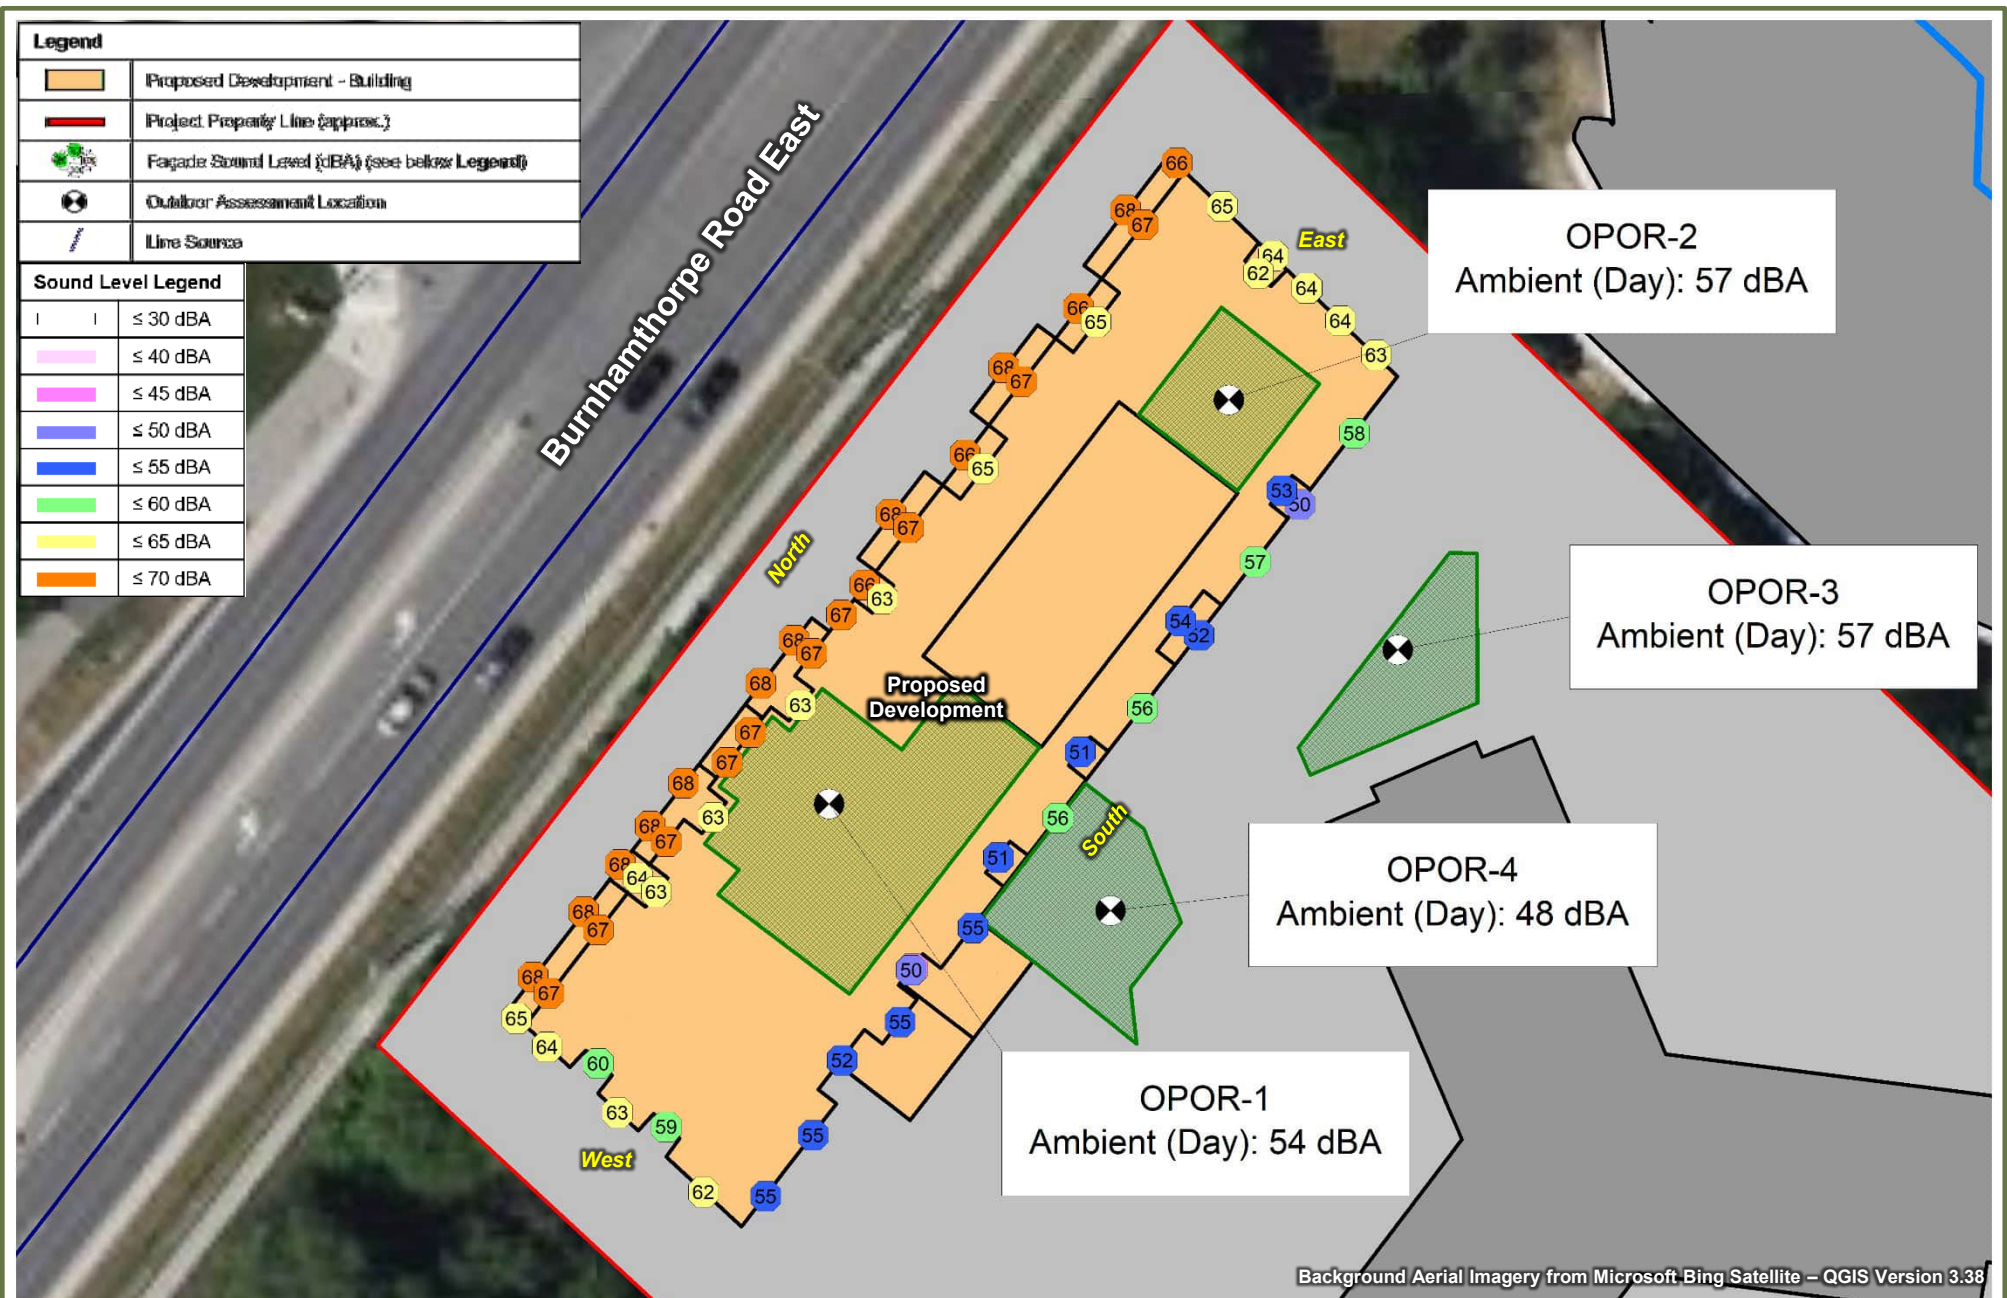 Legend
Proposed Development - Building
Project Property Line (approx.)
Façade Sound Level (dBA) (see below Legend)
Outdoor Assessment Location
Line Source
Sound Level Legend
≤ 30 dBA
≤ 40 dBA
≤ 45 dBA
≤ 50 dBA
≤ 55 dBA
≤ 60 dBA
≤ 65 dBA
≤ 70 dBA
Burnhamthorpe Road East
North
East
South
West
Proposed
Development
OPOR-2
Ambient (Day): 57 dBA
OPOR-3
Ambient (Day): 57 dBA
OPOR-4
Ambient (Day): 48 dBA
OPOR-1
Ambient (Day): 54 dBA
66
68
67
65
64
62
64
64
63
66
65
68
67
58
66
65
53
50
68
67
57
66
63
67
54
52
68
67
68
63
56
67
51
67
68
63
56
68
67
51
68
64
63
68
67
55
50
68
67
65
55
64
60
52
63
59
55
62
55
Background Aerial Imagery from Microsoft Bing Satellite – QGIS Version 3.38